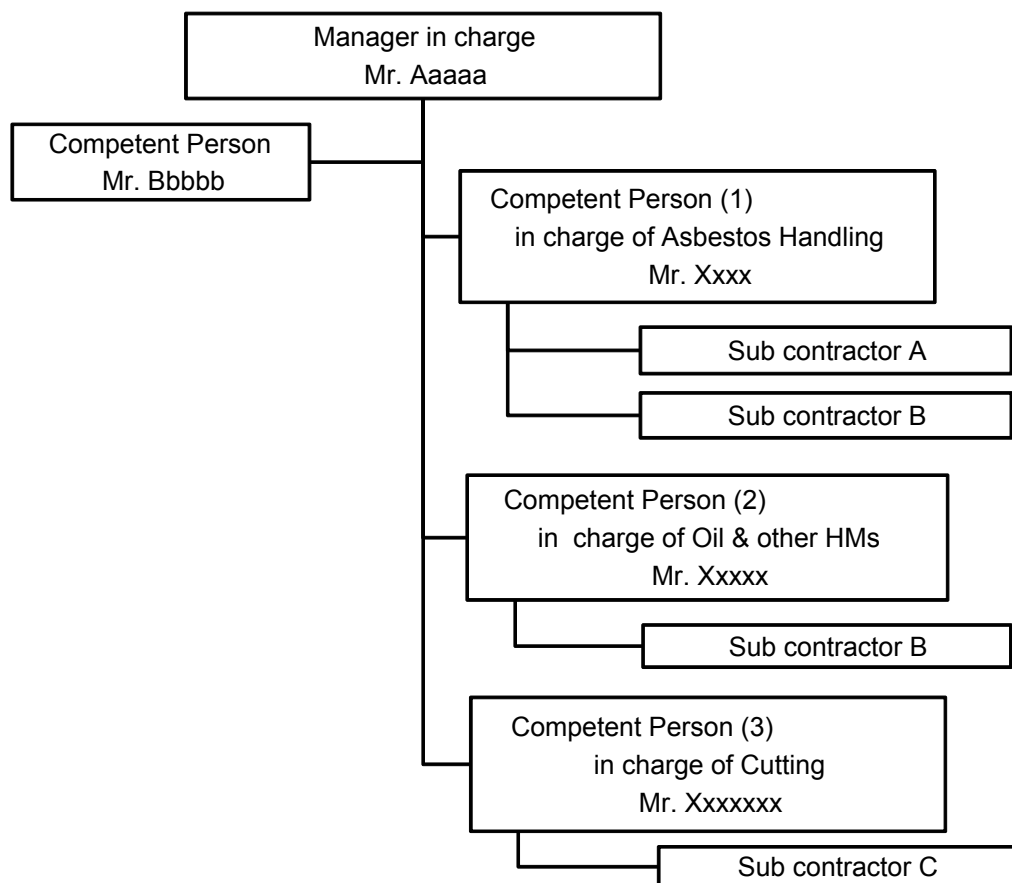 Manager in charge
Mr. Aaaaa
Competent Person
Mr. Bbbbb
Competent Person (1)
in charge of Asbestos Handling
Mr. Xxxx
Sub contractor A
Sub contractor B
Competent Person (2)
in charge of Oil & other HMs
Mr. Xxxxx
Sub contractor B
Competent Person (3)
in charge of Cutting
Mr. Xxxxxxx
Sub contractor C